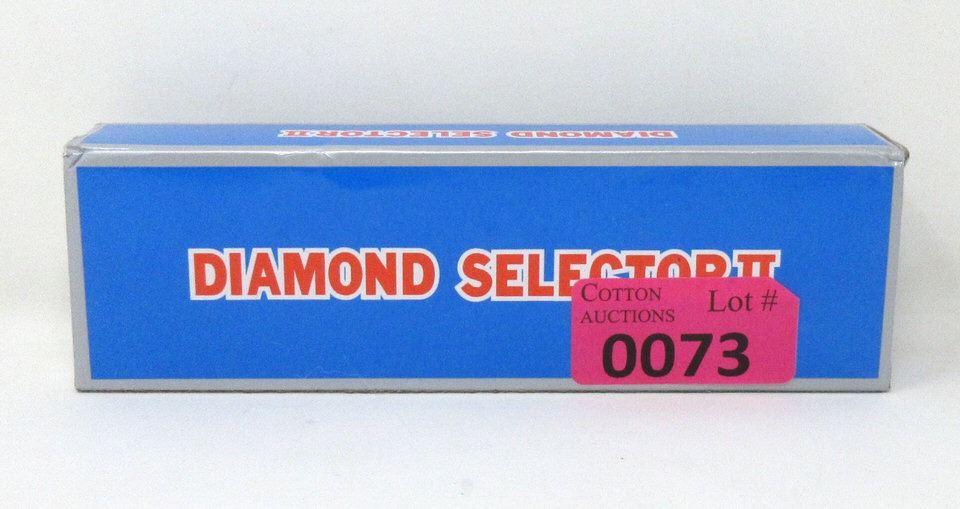 DIAMOND SELECTOR II
DIAMOND SELECTOR II
COTTON
AUCTIONS
Lot #
0073